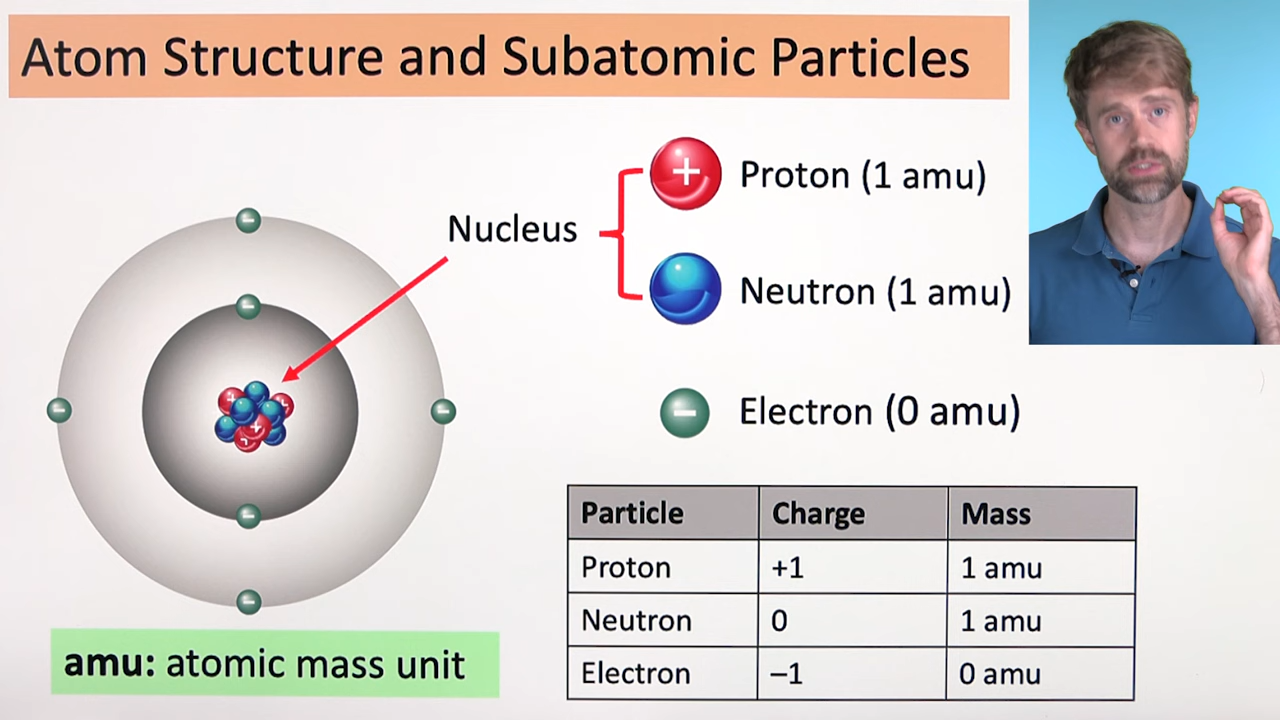 Atom Structure and Subatomic Particles
Nucleus
+ Proton (1 amu)
Neutron (1 amu)
− Electron (0 amu)
−
−
−
−
−
−
+
+
Particle Charge Mass
Proton +1 1 amu
Neutron 0 1 amu
Electron –1 0 amu
amu: atomic mass unit